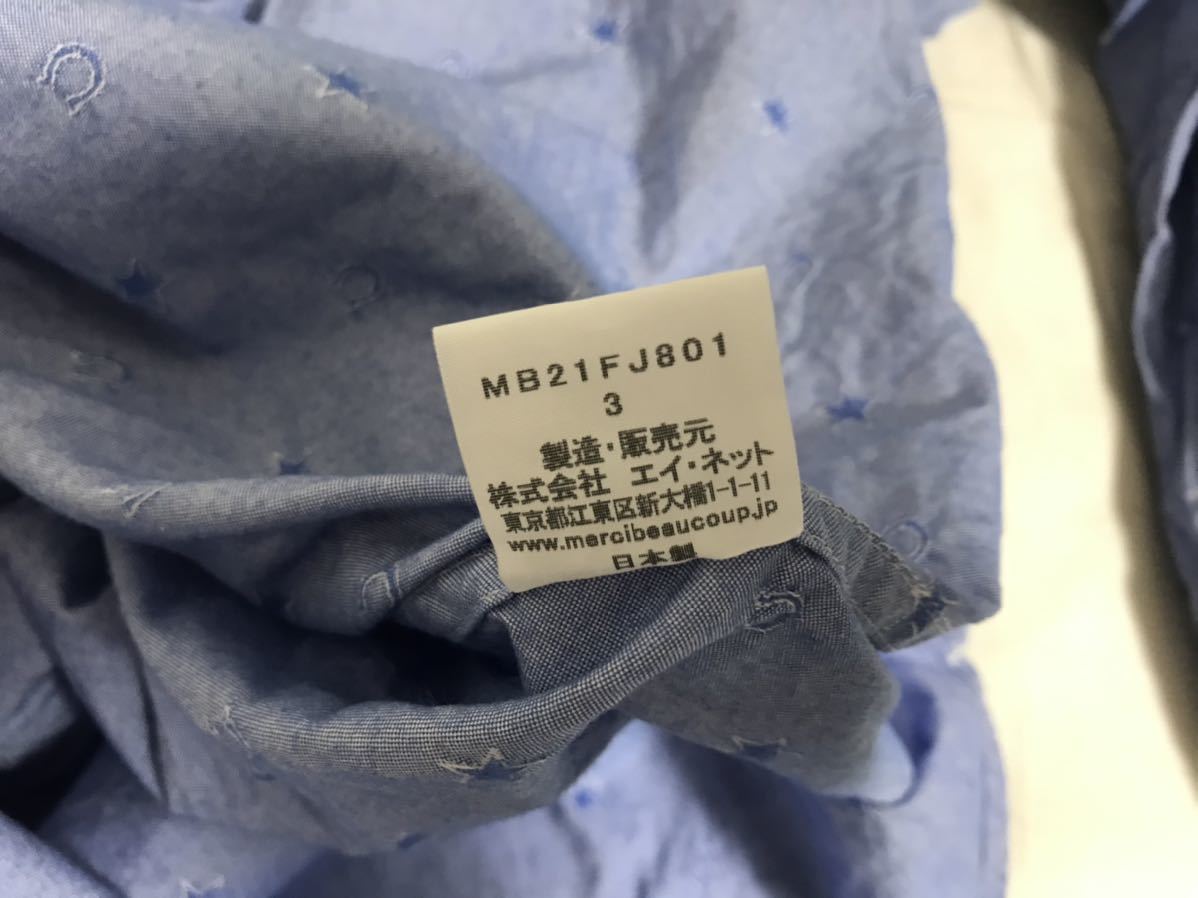 MB21FJ801
3
製造・販売元
株式会社 エイ・ネット
東京都江東区新大橋1-1-11
www.mercibeaucoup.jp
日本製